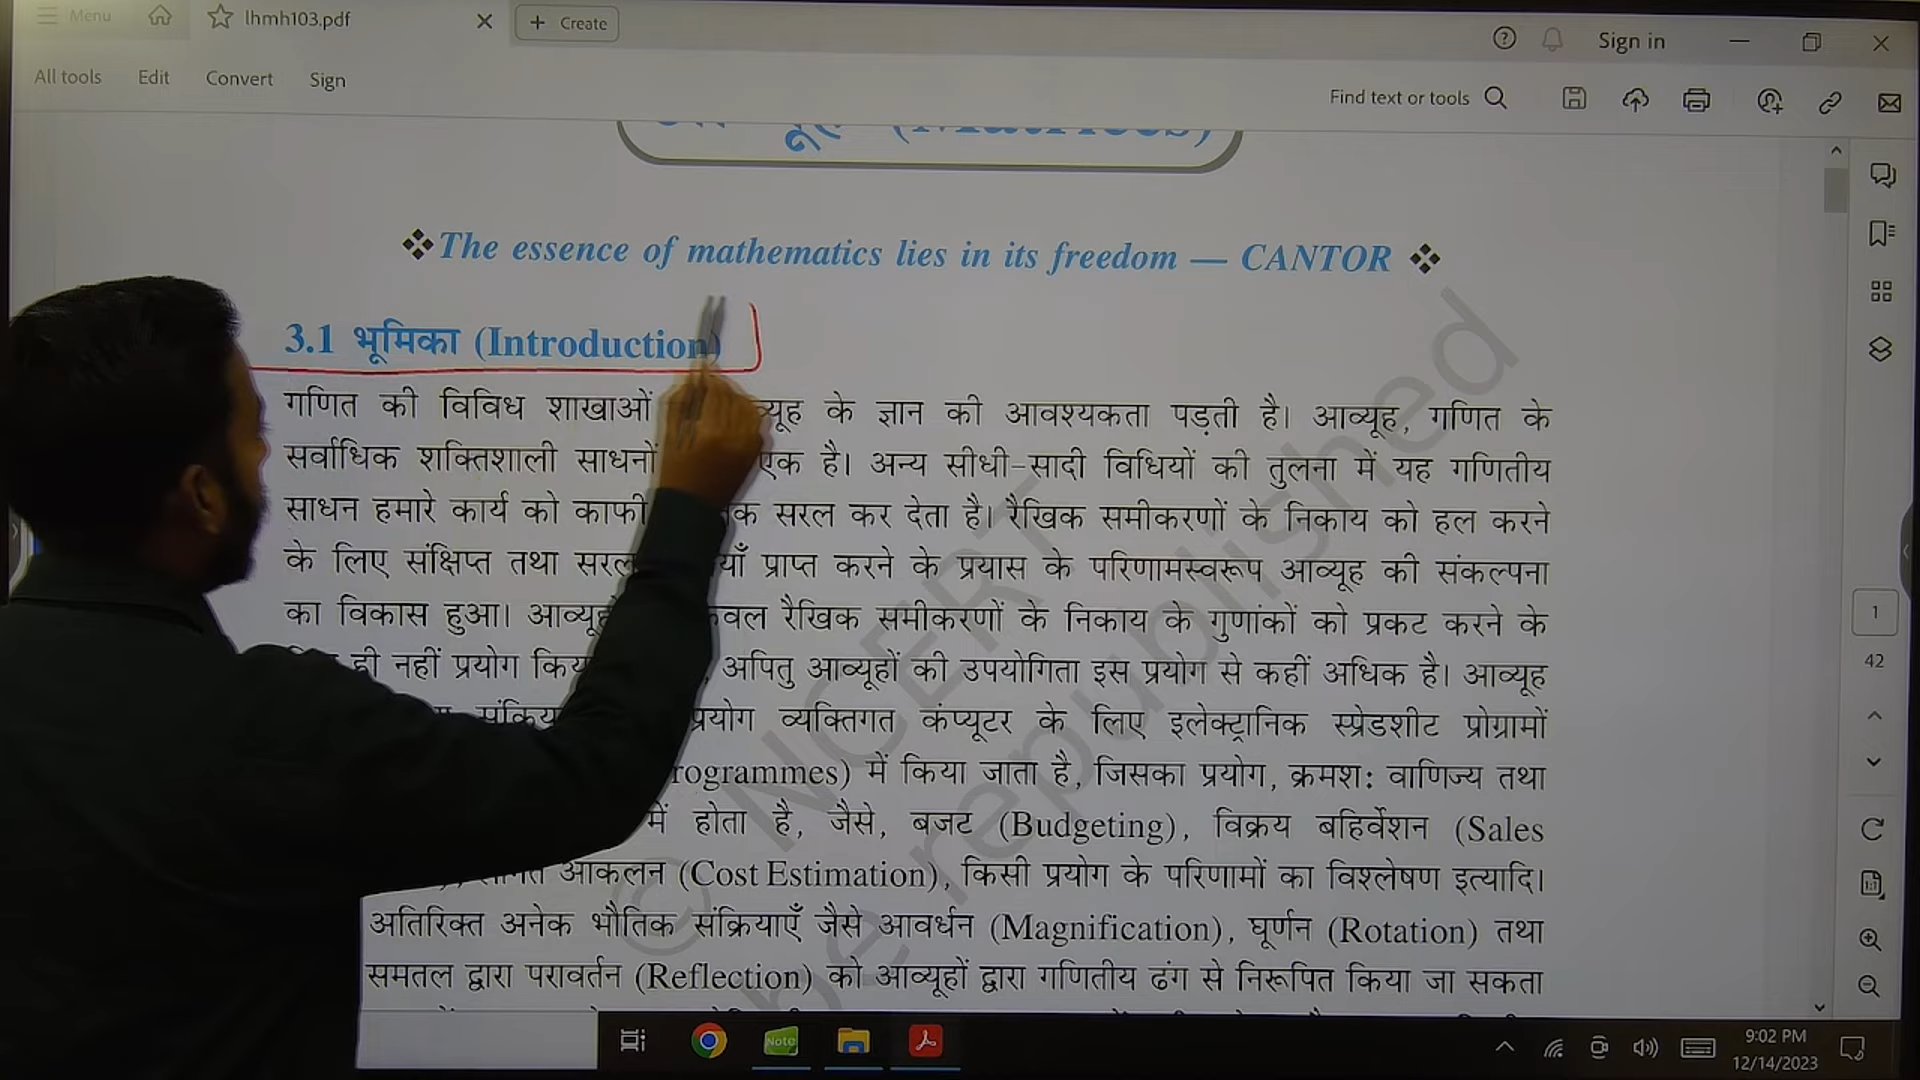 Menu
lhmh103.pdf
+ Create
Sign in
All tools Edit Convert Sign
Find text or tools
(Matrices)
❖The essence of mathematics lies in its freedom — CANTOR ❖
3.1 भूमिका (Introduction)
गणित की विविध शाखाओं के ज्ञान की आवश्यकता पड़ती है। आव्यूह, गणित के
सर्वाधिक शक्तिशाली साधनों एक है। अन्य सीधी-सादी विधियों की तुलना में यह गणितीय
साधन हमारे कार्य को काफी सरल कर देता है। रैखिक समीकरणों के निकाय को हल करने
के लिए संक्षिप्त तथा सरल प्राप्त करने के प्रयास के परिणामस्वरूप आव्यूह की संकल्पना
का विकास हुआ। रैखिक समीकरणों के निकाय के गुणांकों को प्रकट करने के
ही नहीं प्रयोग अपितु आव्यूहों की उपयोगिता इस प्रयोग से कहीं अधिक है। आव्यूह
प्रयोग व्यक्तिगत कंप्यूटर के लिए इलेक्ट्रानिक स्प्रेडशीट प्रोग्रामों
rogrammes) में किया जाता है, जिसका प्रयोग, क्रमश: वाणिज्य तथा
में होता है, जैसे, बजट (Budgeting), विक्रय बहिर्वेशन (Sales
आकलन (Cost Estimation), किसी प्रयोग के परिणामों का विश्लेषण इत्यादि।
अतिरिक्त अनेक भौतिक संक्रियाएँ जैसे आवर्धन (Magnification), घूर्णन (Rotation) तथा
समतल द्वारा परावर्तन (Reflection) को आव्यूहों द्वारा गणितीय ढंग से निरूपित किया जा सकता
© NCERT
be republished
1
42
Note
9:02 PM
12/14/2023